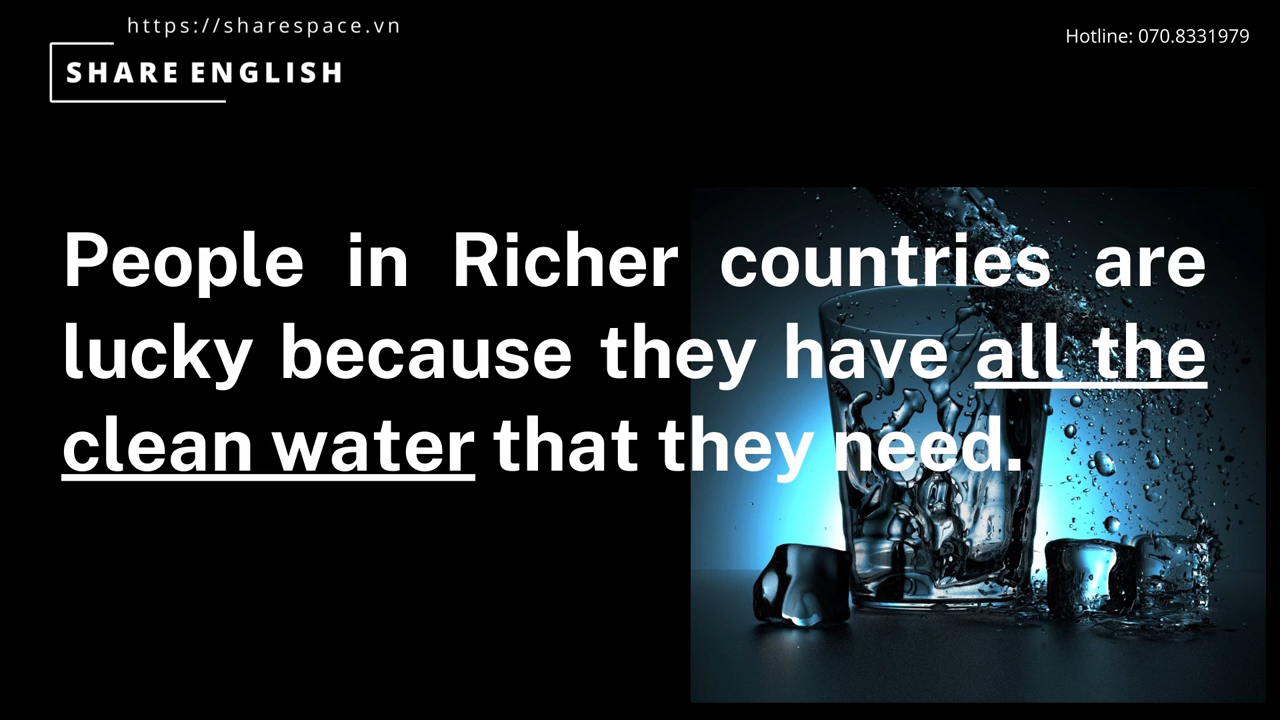 https://sharespace.vn
Hotline: 070.8331979
SHARE ENGLISH
People in Richer countries are
lucky because they have all the
clean water that they need.